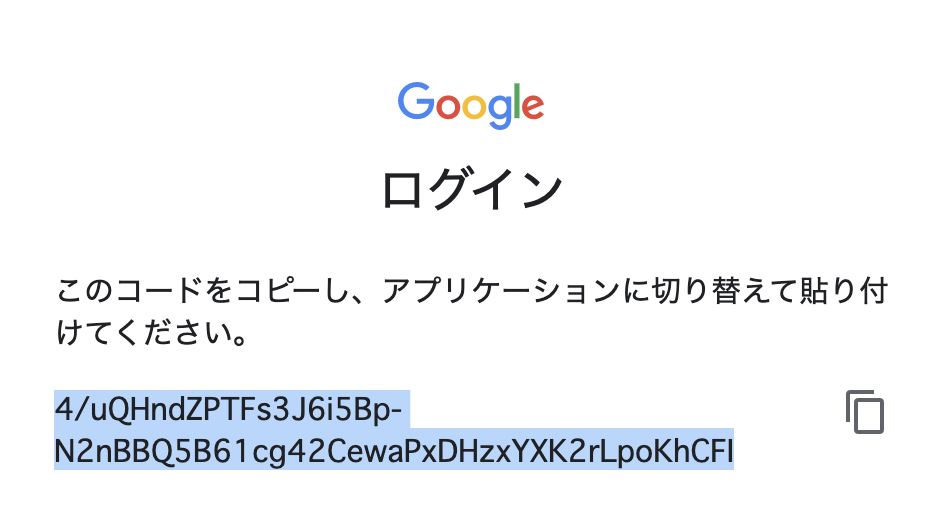 Google
ログイン
このコードをコピーし、アプリケーションに切り替えて貼り付
けてください。
4/uQHndZPTFs3J6i5Bp-
N2nBBQ5B61cg42CewaPxDHzxYXK2rLpoKhCFI